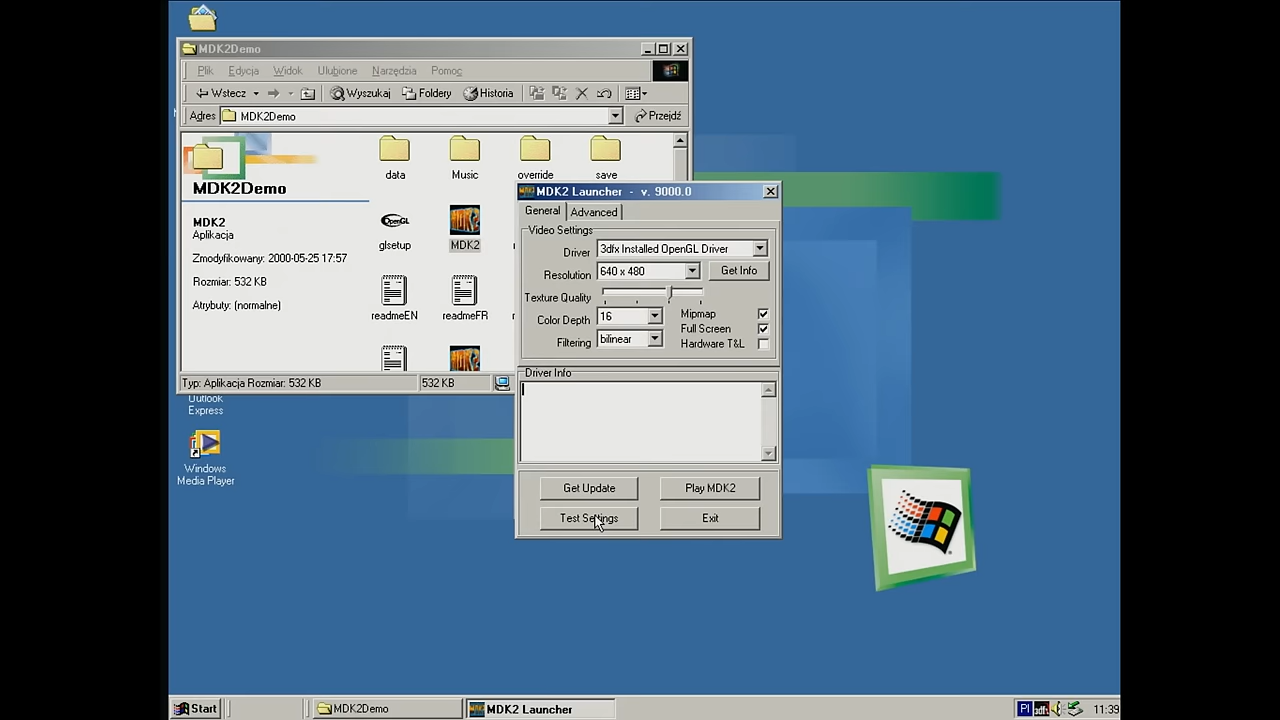 MDK2Demo
Plik Edycja Widok Ulubione Narzędzia Pomoc
Wstecz Wyszukaj Foldery Historia
Adres MDK2Demo Przejdź
MDK2Demo
MDK2
Aplikacja
Zmodyfikowany: 2000-05-25 17:57
Rozmiar: 532 KB
Atrybuty: (normalne)
data Music override save
OpenGL
glsetup MDK2
readmeEN readmeFR
Typ: Aplikacja Rozmiar: 532 KB 532 KB
MDK2 Launcher - v. 9000.0
General Advanced
Video Settings
Driver 3dfx Installed OpenGL Driver
Resolution 640 x 480 Get Info
Texture Quality
Color Depth 16
Filtering bilinear
Mipmap
Full Screen
Hardware T&L
Driver Info
Get Update Play MDK2
Test Settings Exit
Outlook
Express
Windows
Media Player
Start MDK2Demo MDK2 Launcher Pl 3dfx 11:39